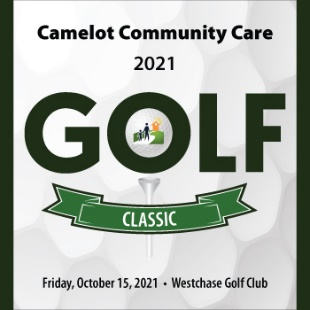 Camelot Community Care
2021
GOLF
CLASSIC
Friday, October 15, 2021 • Westchase Golf Club